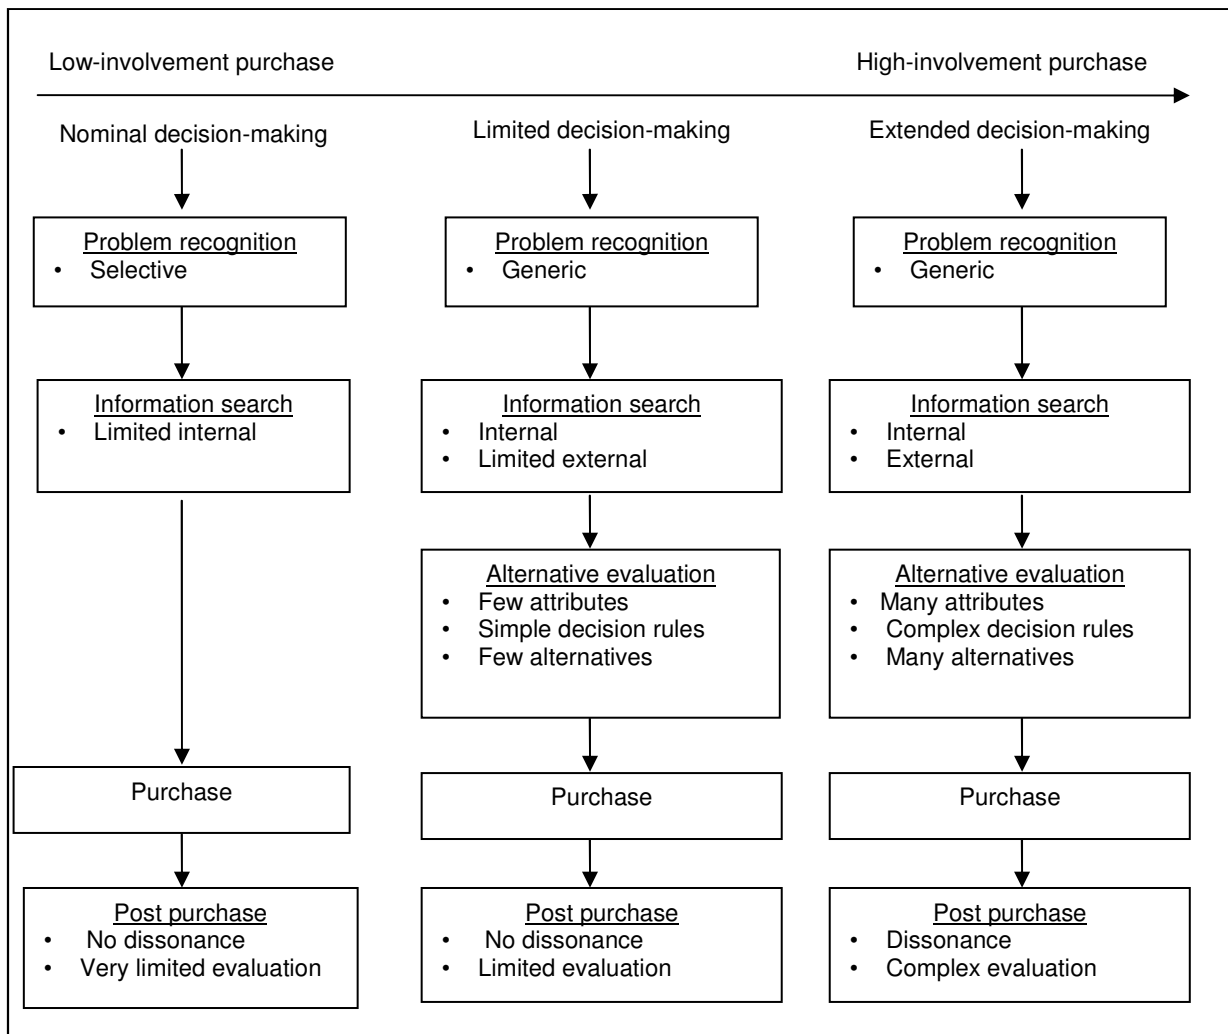 Low-involvement purchase
High-involvement purchase
Nominal decision-making
Limited decision-making
Extended decision-making
Problem recognition
• Selective
Problem recognition
• Generic
Problem recognition
• Generic
Information search
• Limited internal
Information search
• Internal
• Limited external
Information search
• Internal
• External
Alternative evaluation
• Few attributes
• Simple decision rules
• Few alternatives
Alternative evaluation
• Many attributes
• Complex decision rules
• Many alternatives
Purchase
Purchase
Purchase
Post purchase
• No dissonance
• Very limited evaluation
Post purchase
• No dissonance
• Limited evaluation
Post purchase
• Dissonance
• Complex evaluation